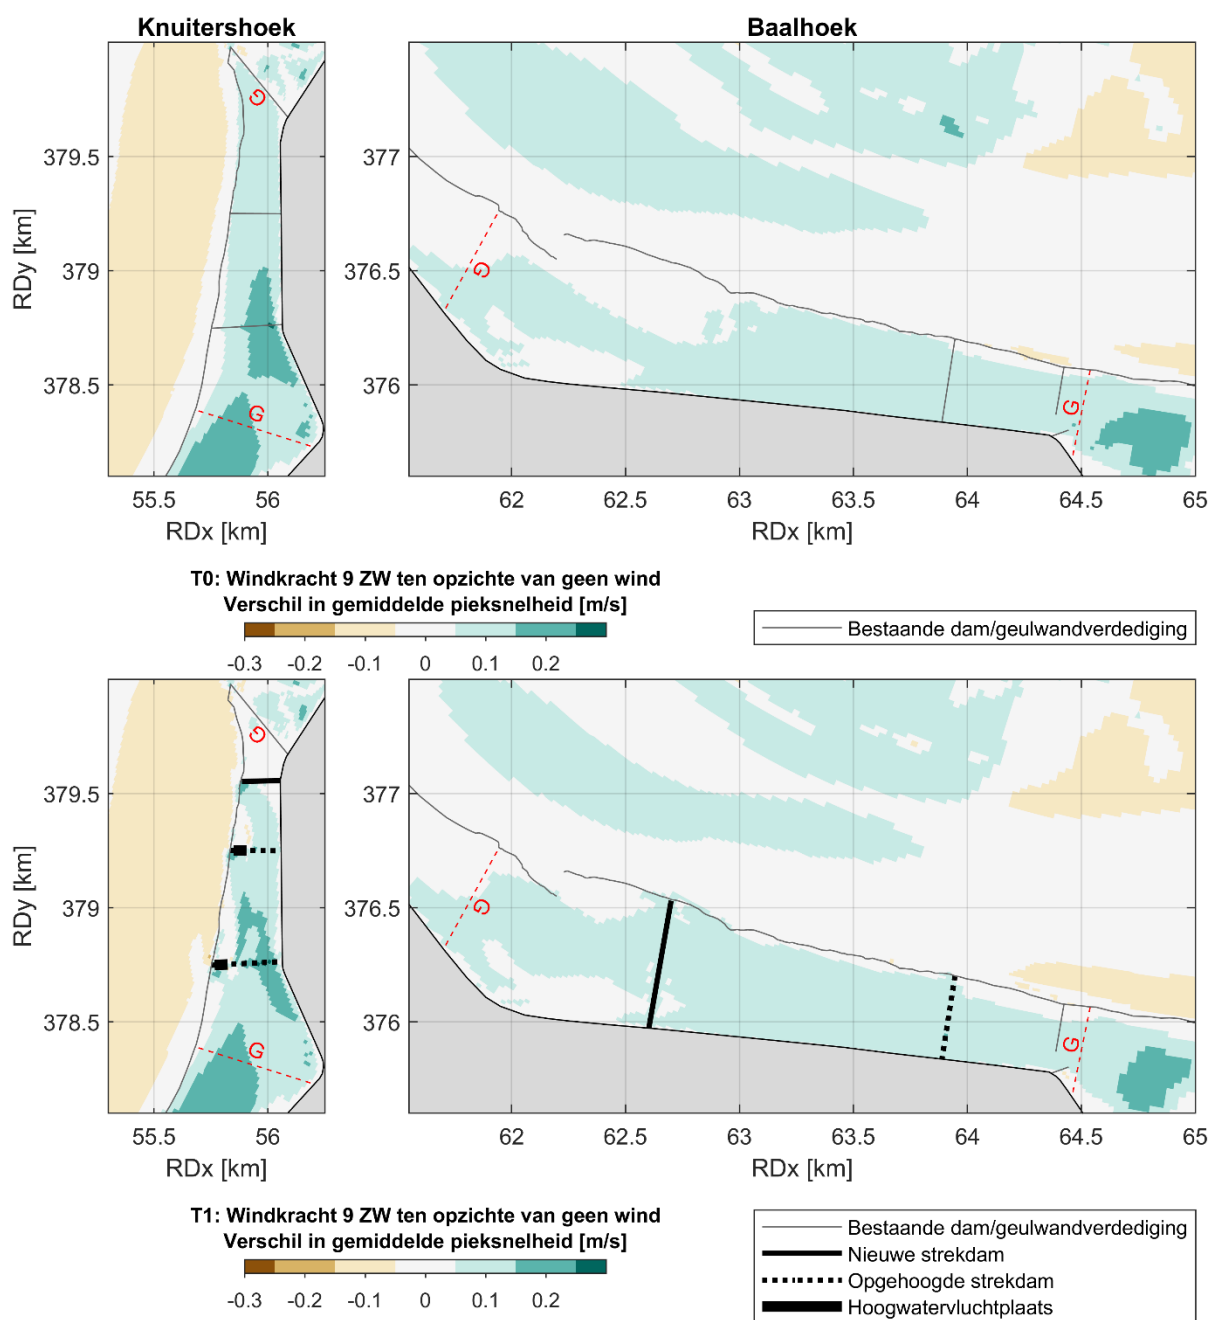 Knuitershoek
Baalhoek
G
G
G
G
379.5
379
378.5
RDy [km]
377
376.5
376
55.5
56
62
62.5
63
63.5
64
64.5
65
RDx [km]
RDx [km]
T0: Windkracht 9 ZW ten opzichte van geen wind
Verschil in gemiddelde pieksnelheid [m/s]
-0.3
-0.2
-0.1
0
0.1
0.2
Bestaande dam/geulwandverdediging
G
G
G
G
379.5
379
378.5
RDy [km]
377
376.5
376
55.5
56
62
62.5
63
63.5
64
64.5
65
RDx [km]
RDx [km]
T1: Windkracht 9 ZW ten opzichte van geen wind
Verschil in gemiddelde pieksnelheid [m/s]
-0.3
-0.2
-0.1
0
0.1
0.2
Bestaande dam/geulwandverdediging
Nieuwe strekdam
Opgehoogde strekdam
Hoogwatervluchtplaats